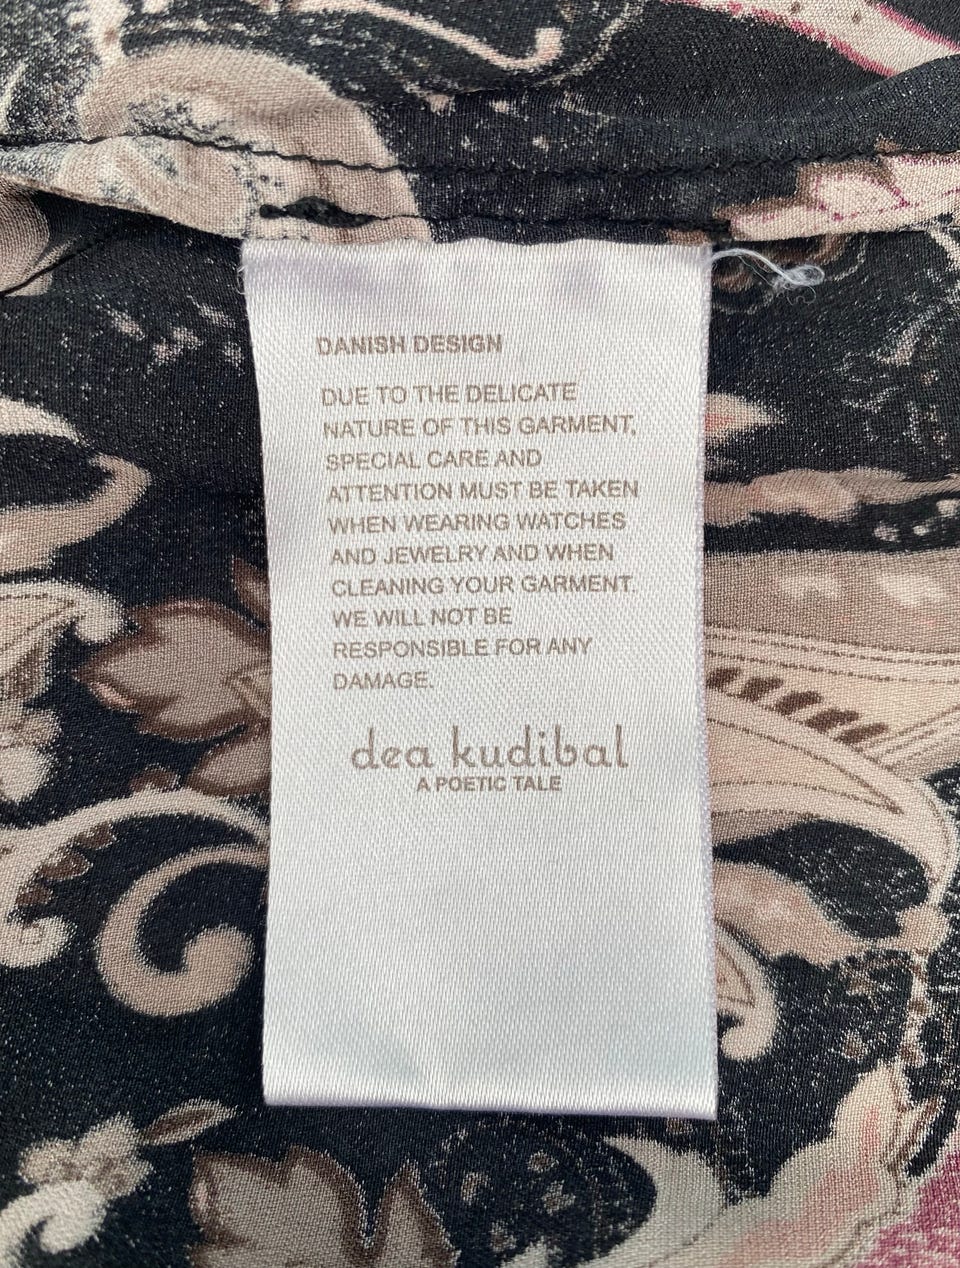 DANISH DESIGN
DUE TO THE DELICATE
NATURE OF THIS GARMENT,
SPECIAL CARE AND
ATTENTION MUST BE TAKEN
WHEN WEARING WATCHES
AND JEWELRY AND WHEN
CLEANING YOUR GARMENT.
WE WILL NOT BE
RESPONSIBLE FOR ANY
DAMAGE.
dea kudibal
A POETIC TALE